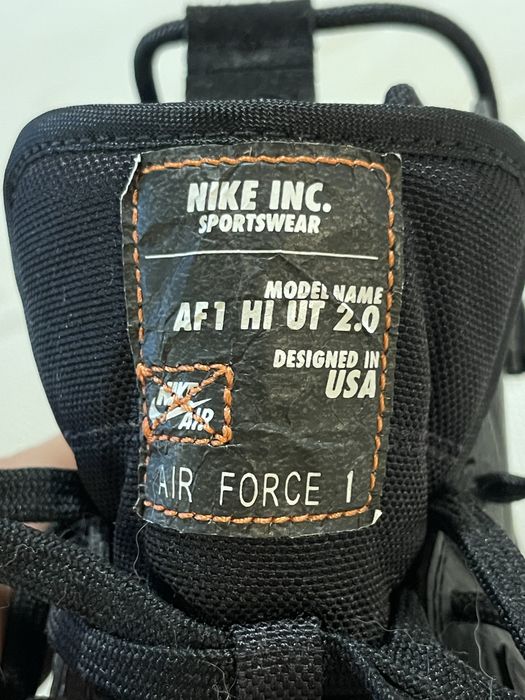 NIKE INC.
SPORTSWEAR
MODEL NAME
AF1 HI UT 2.0
DESIGNED IN
USA
NIKE
AIR
AIR FORCE 1